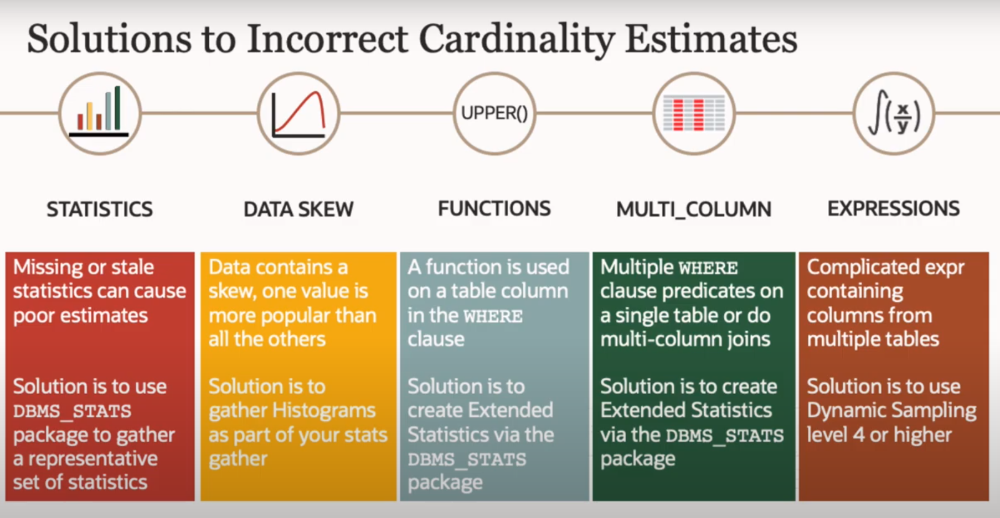 Solutions to Incorrect Cardinality Estimates
UPPER()
∫(x/y)
STATISTICS
DATA SKEW
FUNCTIONS
MULTI_COLUMN
EXPRESSIONS
Missing or stale
statistics can cause
poor estimates
Solution is to use
DBMS_STATS
package to gather
a representative
set of statistics
Data contains a
skew, one value is
more popular than
all the others
Solution is to
gather Histograms
as part of your stats
gather
A function is used
on a table column
in the WHERE
clause
Solution is to
create Extended
Statistics via the
DBMS_STATS
package
Multiple WHERE
clause predicates on
a single table or do
multi-column joins
Solution is to create
Extended Statistics
via the DBMS_STATS
package
Complicated expr
containing
columns from
multiple tables
Solution is to use
Dynamic Sampling
level 4 or higher